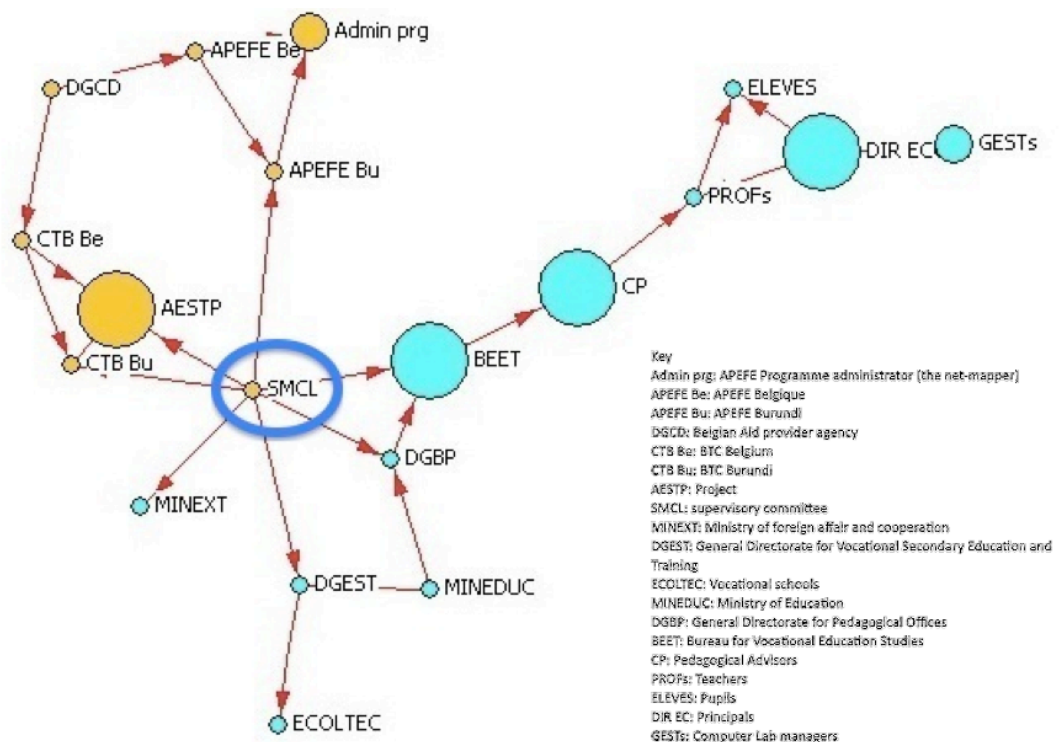 Admin prg
APEFE Be
DGCD
ELEVES
DIR EC
GESTs
APEFE Bu
PROFs
CTB Be
CP
AESTP
BEET
CTB Bu
SMCL
DGBP
MINEXT
DGEST
MINEDUC
ECOLTEC
Key
Admin prg: APEFE Programme administrator (the net-mapper)
APEFE Be: APEFE Belgique
APEFE Bu: APEFE Burundi
DGCD: Belgian Aid provider agency
CTB Be: BTC Belgium
CTB Bu: BTC Burundi
AESTP: Project
SMCL: supervisory committee
MINEXT: Ministry of foreign affair and cooperation
DGEST: General Directorate for Vocational Secondary Education and
Training
ECOLTEC: Vocational schools
MINEDUC: Ministry of Education
DGBP: General Directorate for Pedagogical Offices
BEET: Bureau for Vocational Education Studies
CP: Pedagogical Advisors
PROFs: Teachers
ELEVES: Pupils
DIR EC: Principals
GESTs: Computer Lab managers